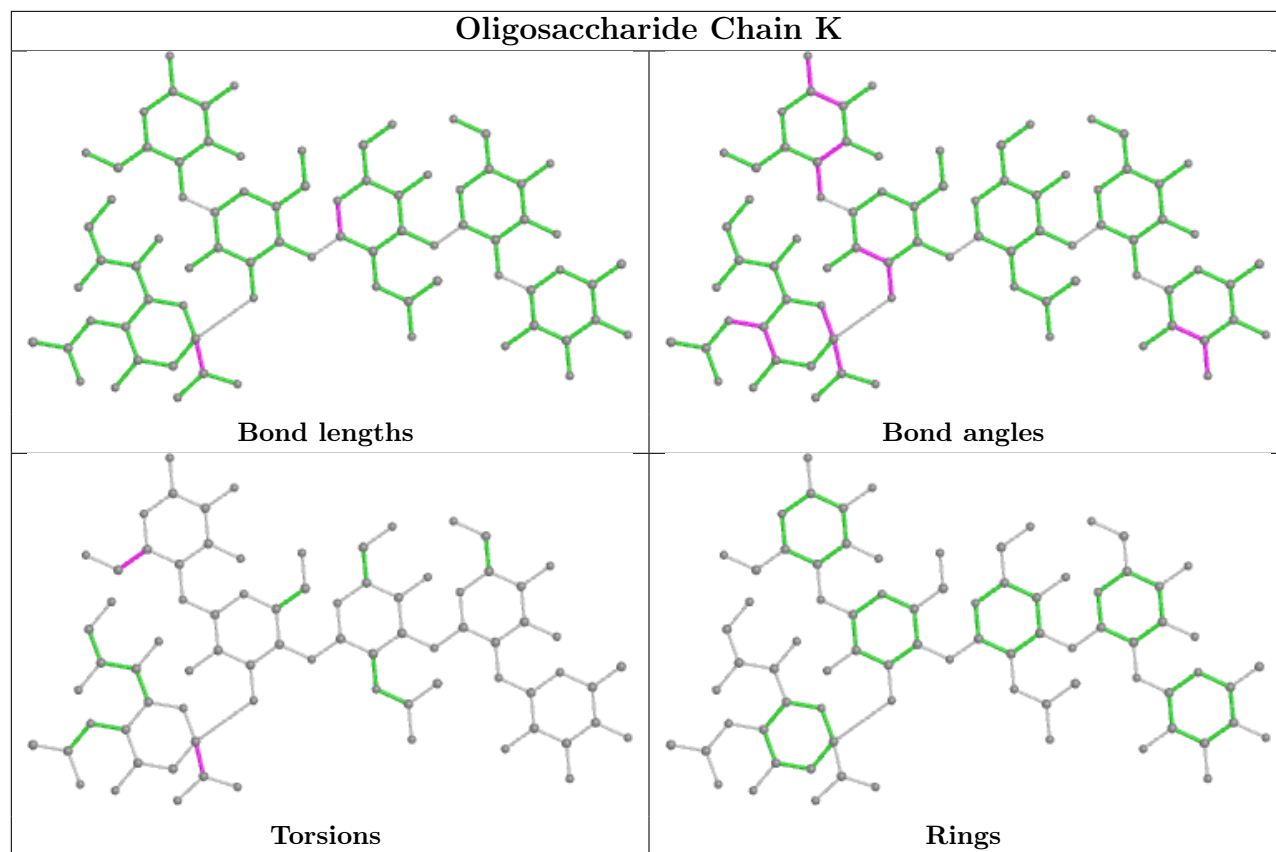 Oligosaccharide Chain K
Bond lengths
Bond angles
Torsions
Rings